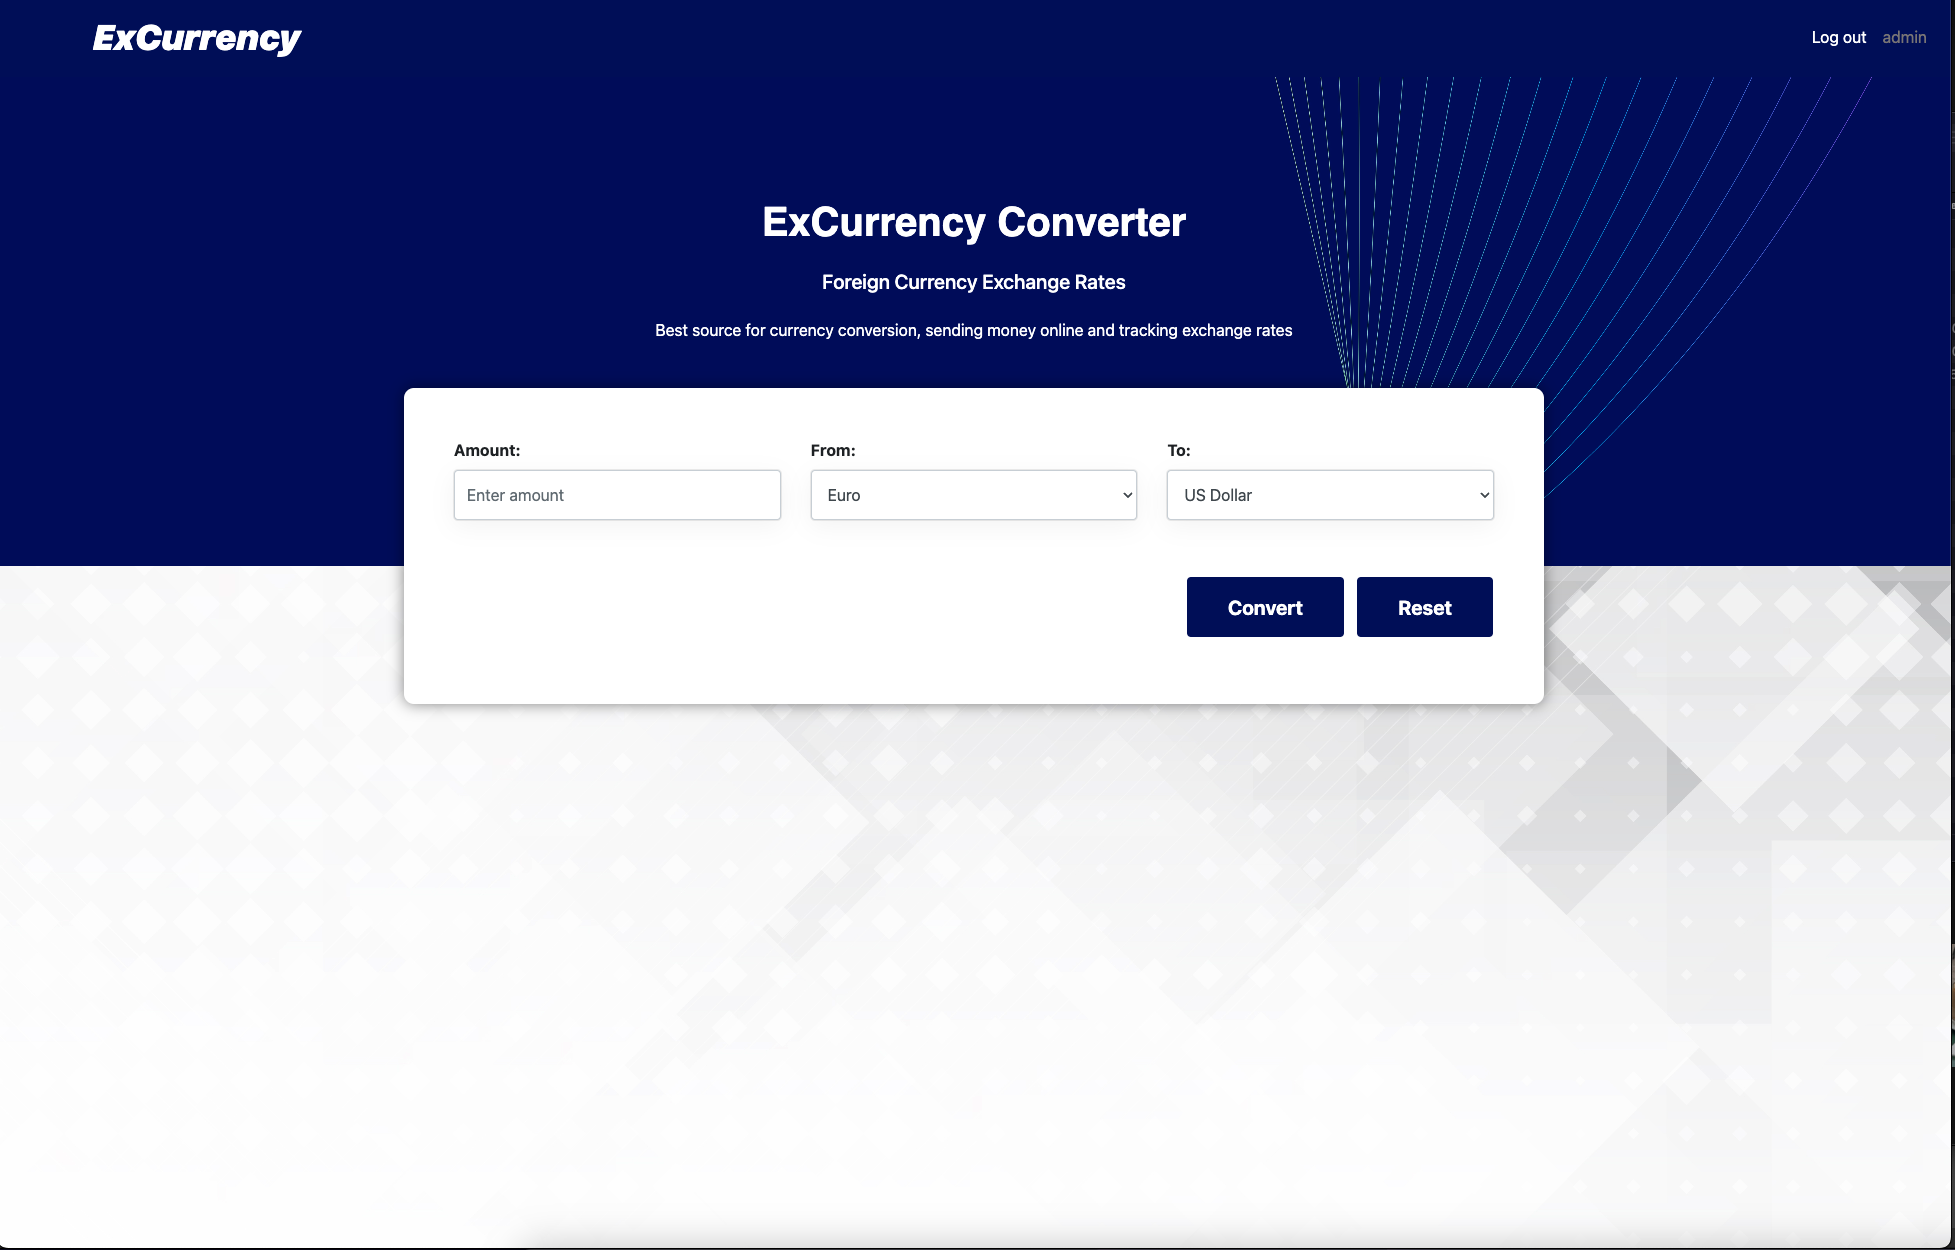 ExCurrency
Log out admin
ExCurrency Converter
Foreign Currency Exchange Rates
Best source for currency conversion, sending money online and tracking exchange rates
Amount: From: To:
Enter amount Euro US Dollar
Convert Reset